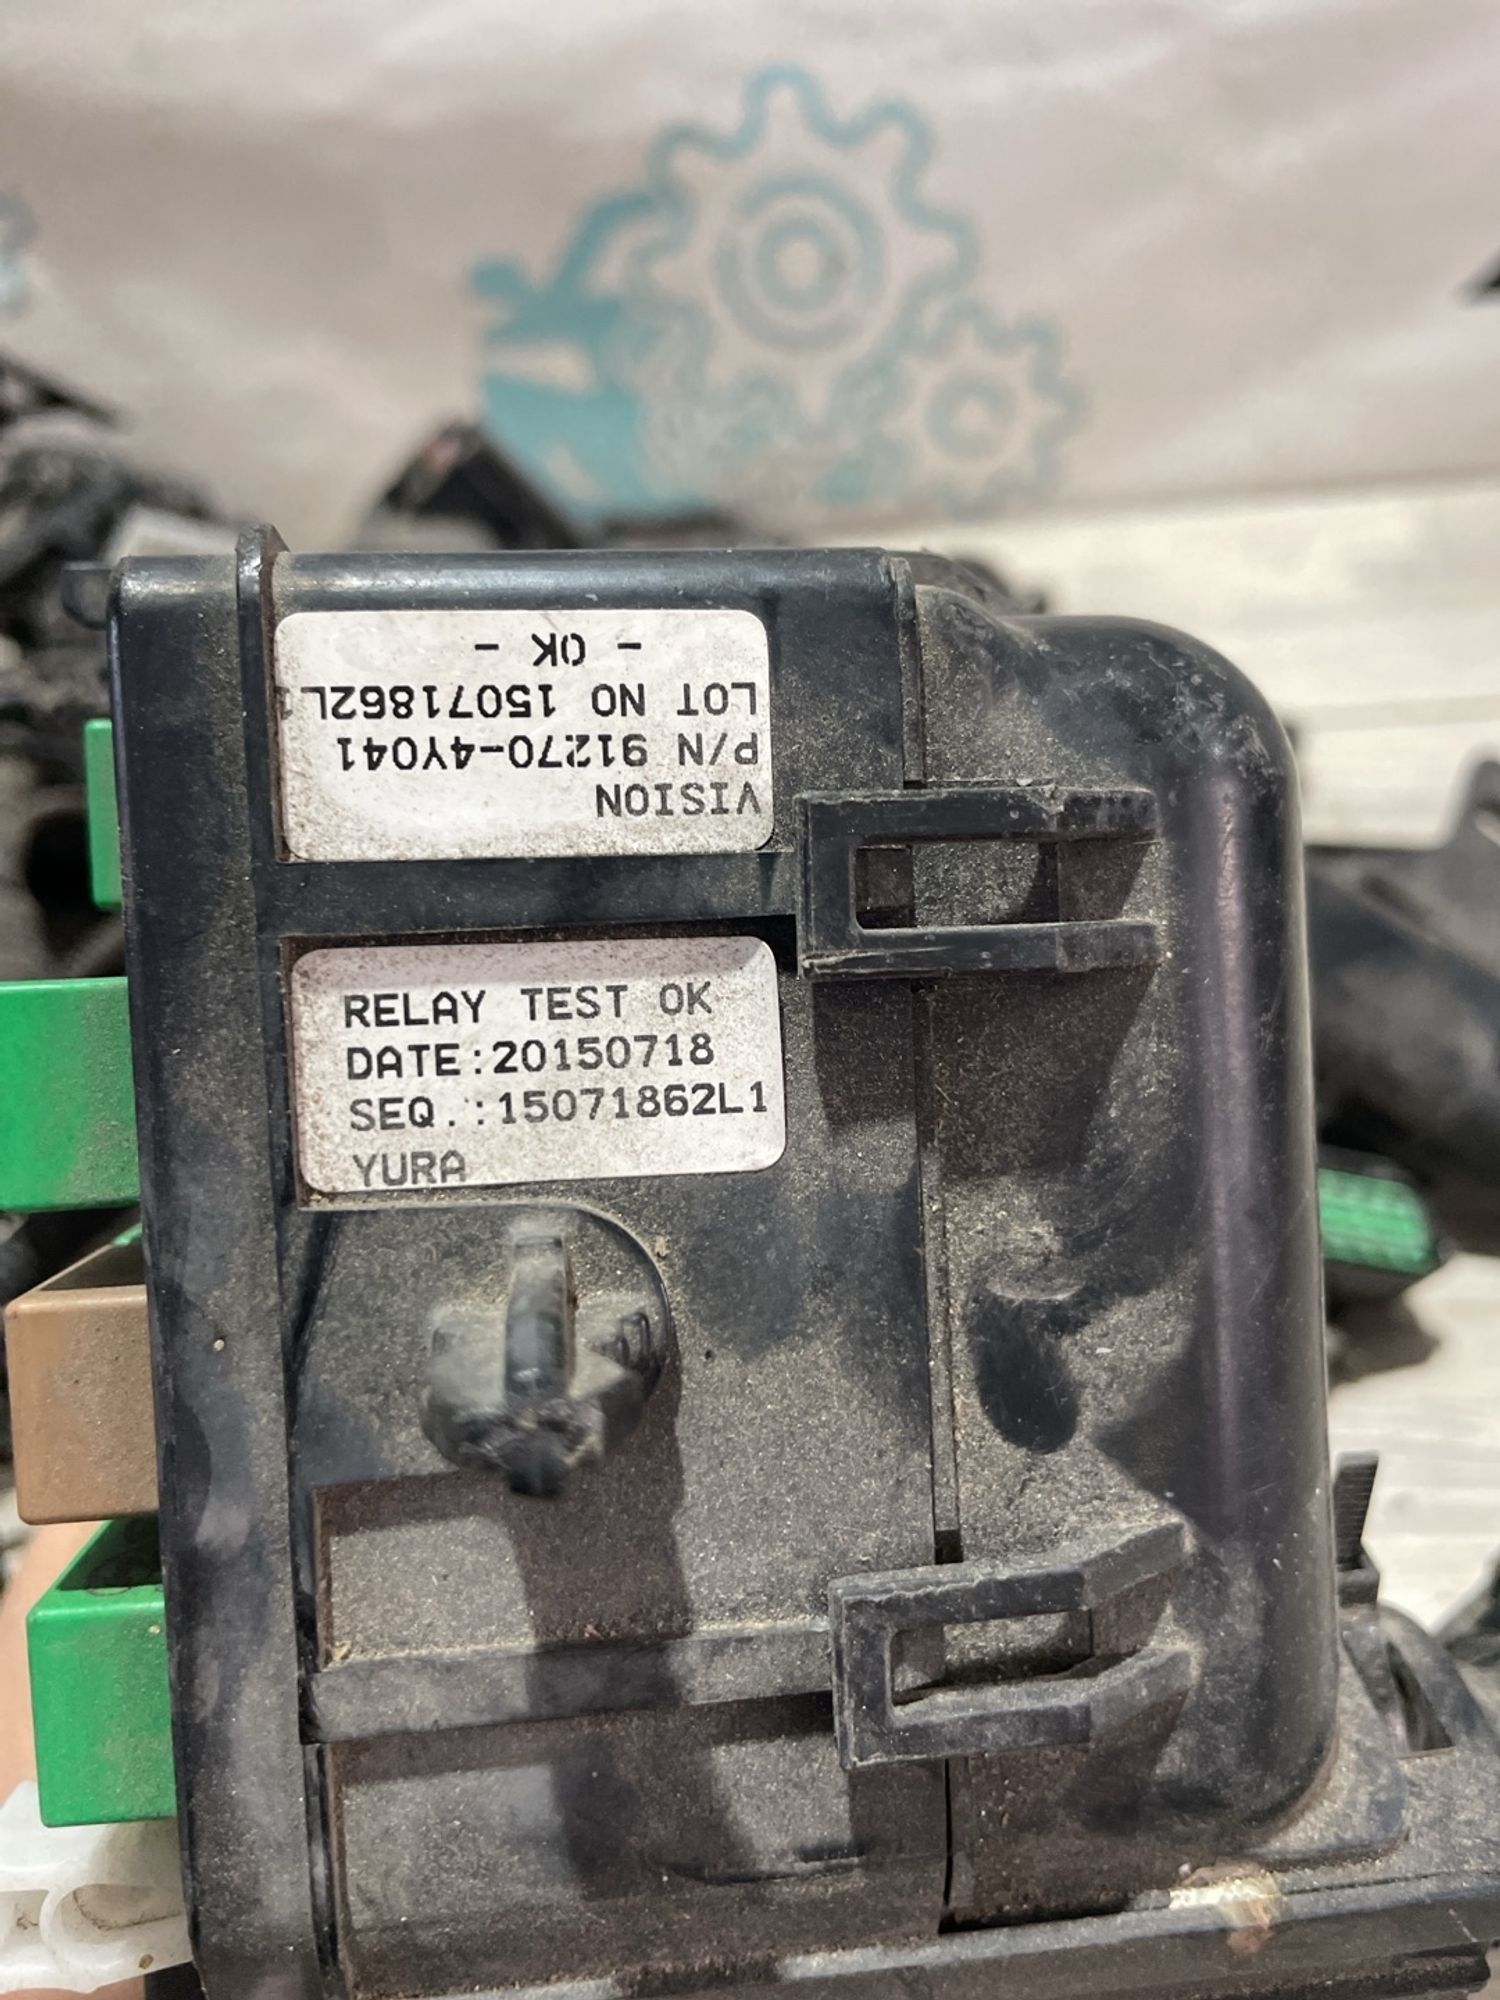 VISION
P/N 91270-4Y041
LOT NO 15071862L1
- OK -
RELAY TEST OK
DATE:20150718
SEQ.:15071862L1
YURA